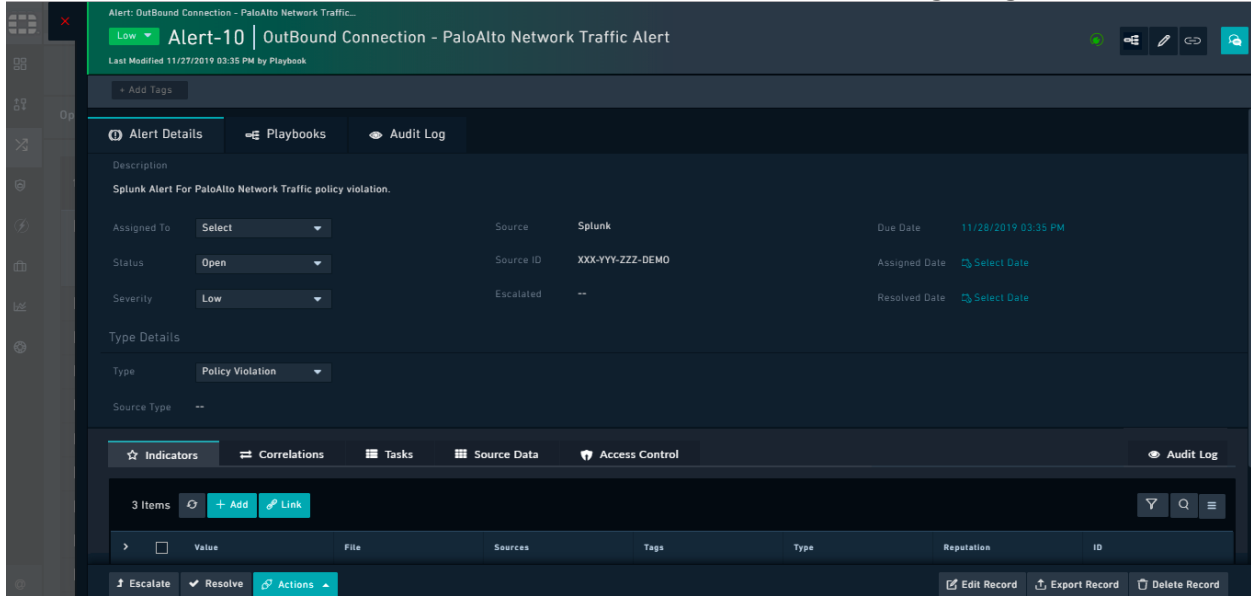 Alert: OutBound Connection - PaloAlto Network Traffic...
Low Alert-10 | OutBound Connection - PaloAlto Network Traffic Alert
Last Modified 11/27/2019 03:35 PM by Playbook
+ Add Tags
Op
Alert Details Playbooks Audit Log
Description
Splunk Alert For PaloAlto Network Traffic policy violation.
Assigned To Select Source Splunk Due Date 11/28/2019 03:35 PM
Status Open Source ID XXX-YYY-ZZZ-DEMO Assigned Date Select Date
Severity Low Escalated -- Resolved Date Select Date
Type Details
Type Policy Violation
Source Type --
Indicators Correlations Tasks Source Data Access Control Audit Log
3 Items + Add Link
Value File Sources Tags Type Reputation ID
Escalate Resolve Actions Edit Record Export Record Delete Record